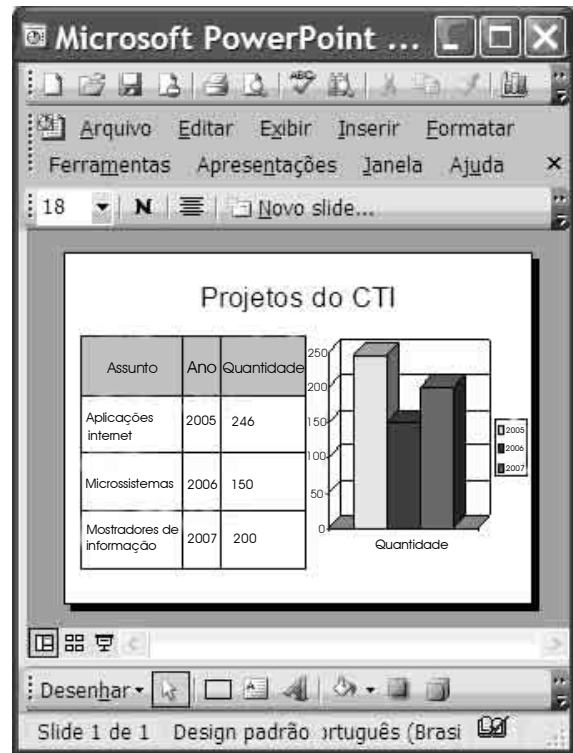 Microsoft PowerPoint ...
Arquivo Editar Exibir Inserir Formatar
Ferramentas Apresentações Janela Ajuda
18 N Novo slide...
Projetos do CTI
Assunto Ano Quantidade
Aplicações internet 2005 246
Microssistemas 2006 150
Mostradores de informação 2007 200
250
200
150
100
50
0
Quantidade
2005
2006
2007
Desenhar
Slide 1 de 1 Design padrão rtuguês (Brasi